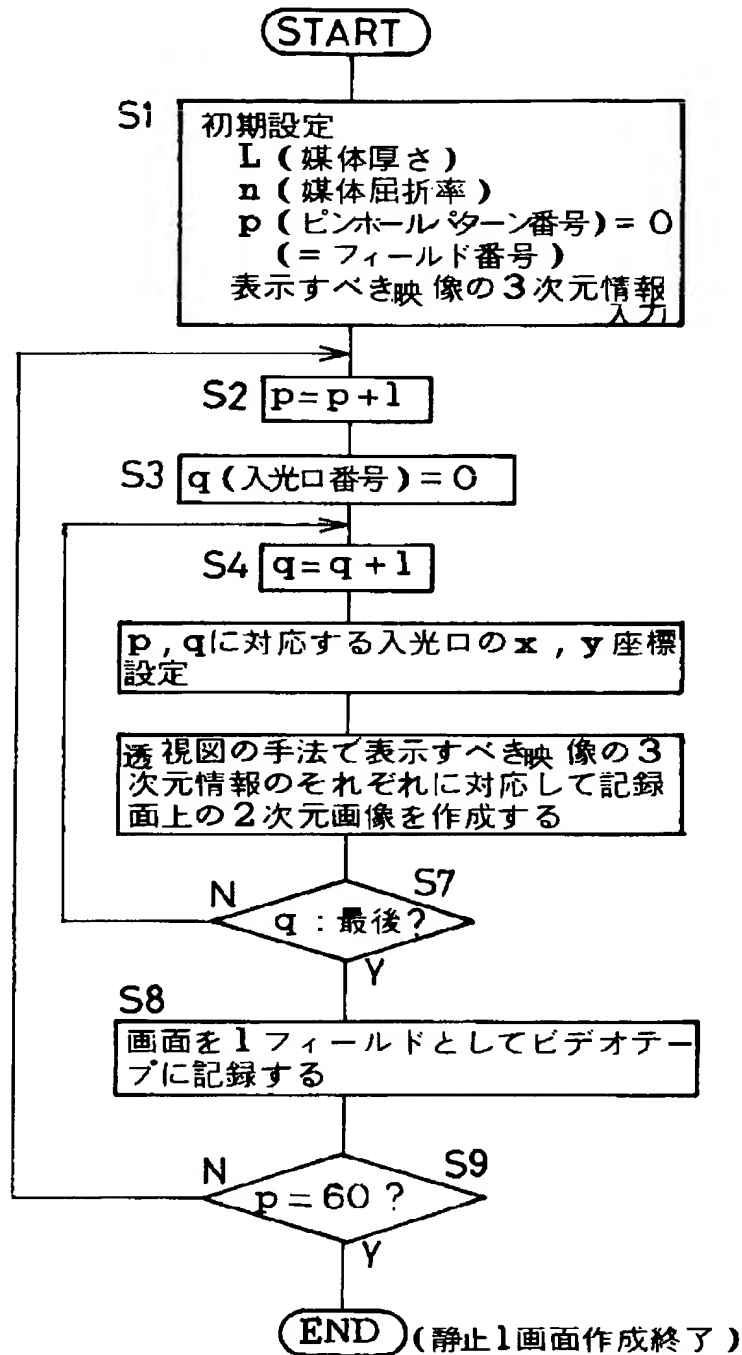 START
S1
初期設定
L（媒体厚さ）
n（媒体屈折率）
p（ピンホールパターン番号）= 0
（= フィールド番号）
表示すべき映像の3次元情報
入力
S2 p = p + 1
S3 q（入光口番号）= 0
S4 q = q + 1
p , qに対応する入光口のx , y座標
設定
透視図の手法で表示すべき映像の3
次元情報のそれぞれに対応して記録
面上の2次元画像を作成する
N S7
q : 最後?
Y
S8
画面を1フィールドとしてビデオテー
プに記録する
N S9
p = 60 ?
Y
END （静止1画面作成終了）